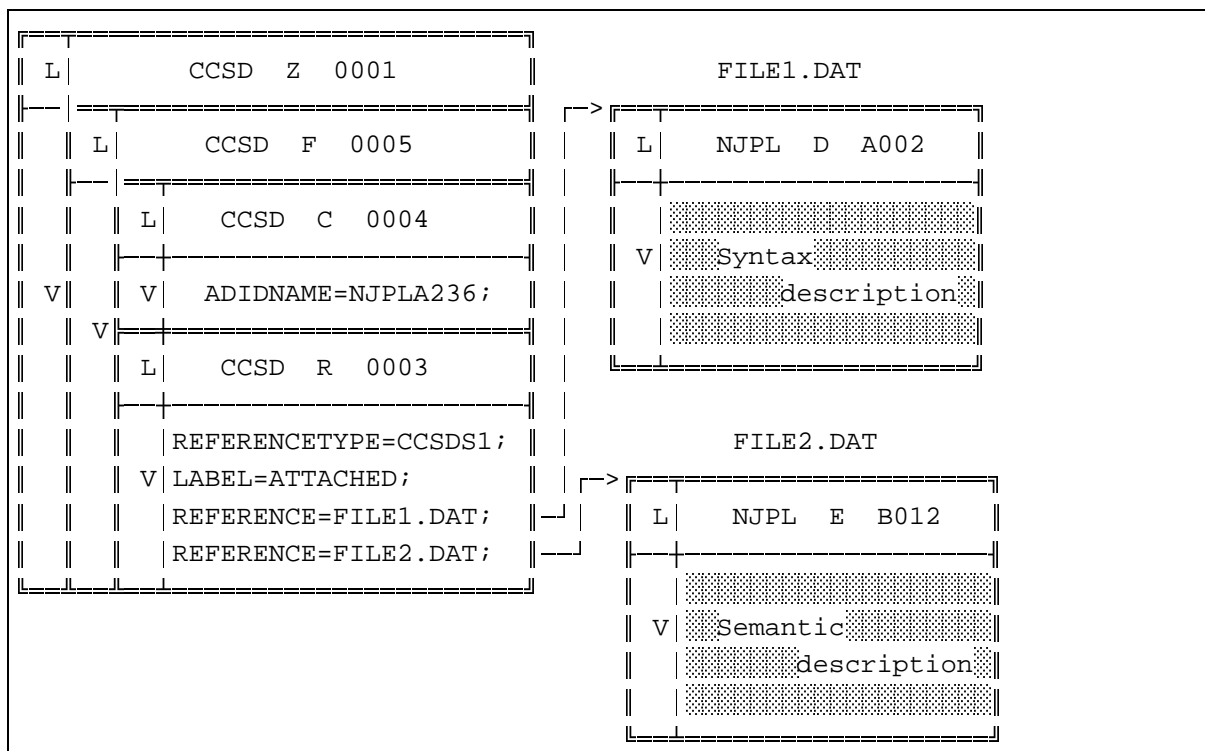 L CCSD Z 0001
L CCSD F 0005
L CCSD C 0004
V V ADIDNAME=NJPLA236;
V
L CCSD R 0003
REFERENCETYPE=CCSDS1;
V LABEL=ATTACHED;
REFERENCE=FILE1.DAT;
REFERENCE=FILE2.DAT;
FILE1.DAT
L NJPL D A002
V Syntax
description
FILE2.DAT
L NJPL E B012
V Semantic
description